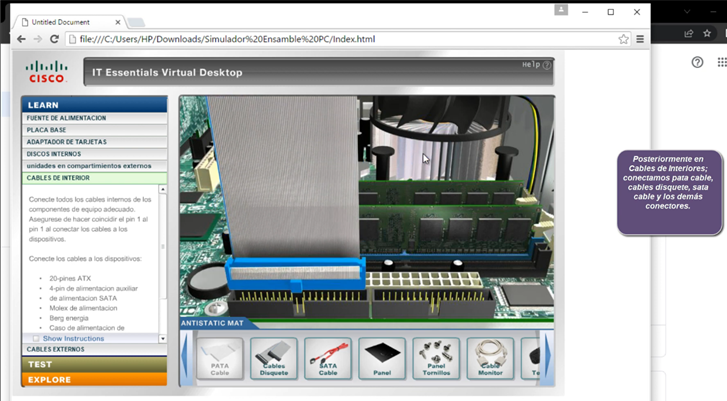 Untitled Document
file:///C:/Users/HP/Downloads/Simulador%20Ensamble%20PC/Index.html
CISCO
IT Essentials Virtual Desktop
Help ?
LEARN
FUENTE DE ALIMENTACION
PLACA BASE
ADAPTADOR DE TARJETAS
DISCOS INTERNOS
unidades en compartimientos externos
CABLES DE INTERIOR
Conecte todos los cables internos de los
componentes de equipo adecuado.
Asegurese de hacer coincidir el pin 1 al
pin 1 al conectar los cables a los
dispositivos.
Conecte los cables a los dispositivos:
• 20-pines ATX
• 4-pin de alimentacion auxiliar
• de alimentacion SATA
• Molex de alimentacion
• Berg energia
• Caso de alimentacion de
Show Instructions
CABLES EXTERNOS
TEST
EXPLORE
ANTISTATIC MAT
PATA
Cable
Cables
Disquete
SATA
Cable
Panel
Panel
Tornillos
Cable
Monitor
Te
Posteriormente en
Cables de Interiores;
conectamos pata cable,
cables disquete, sata
cable y los demás
conectores.